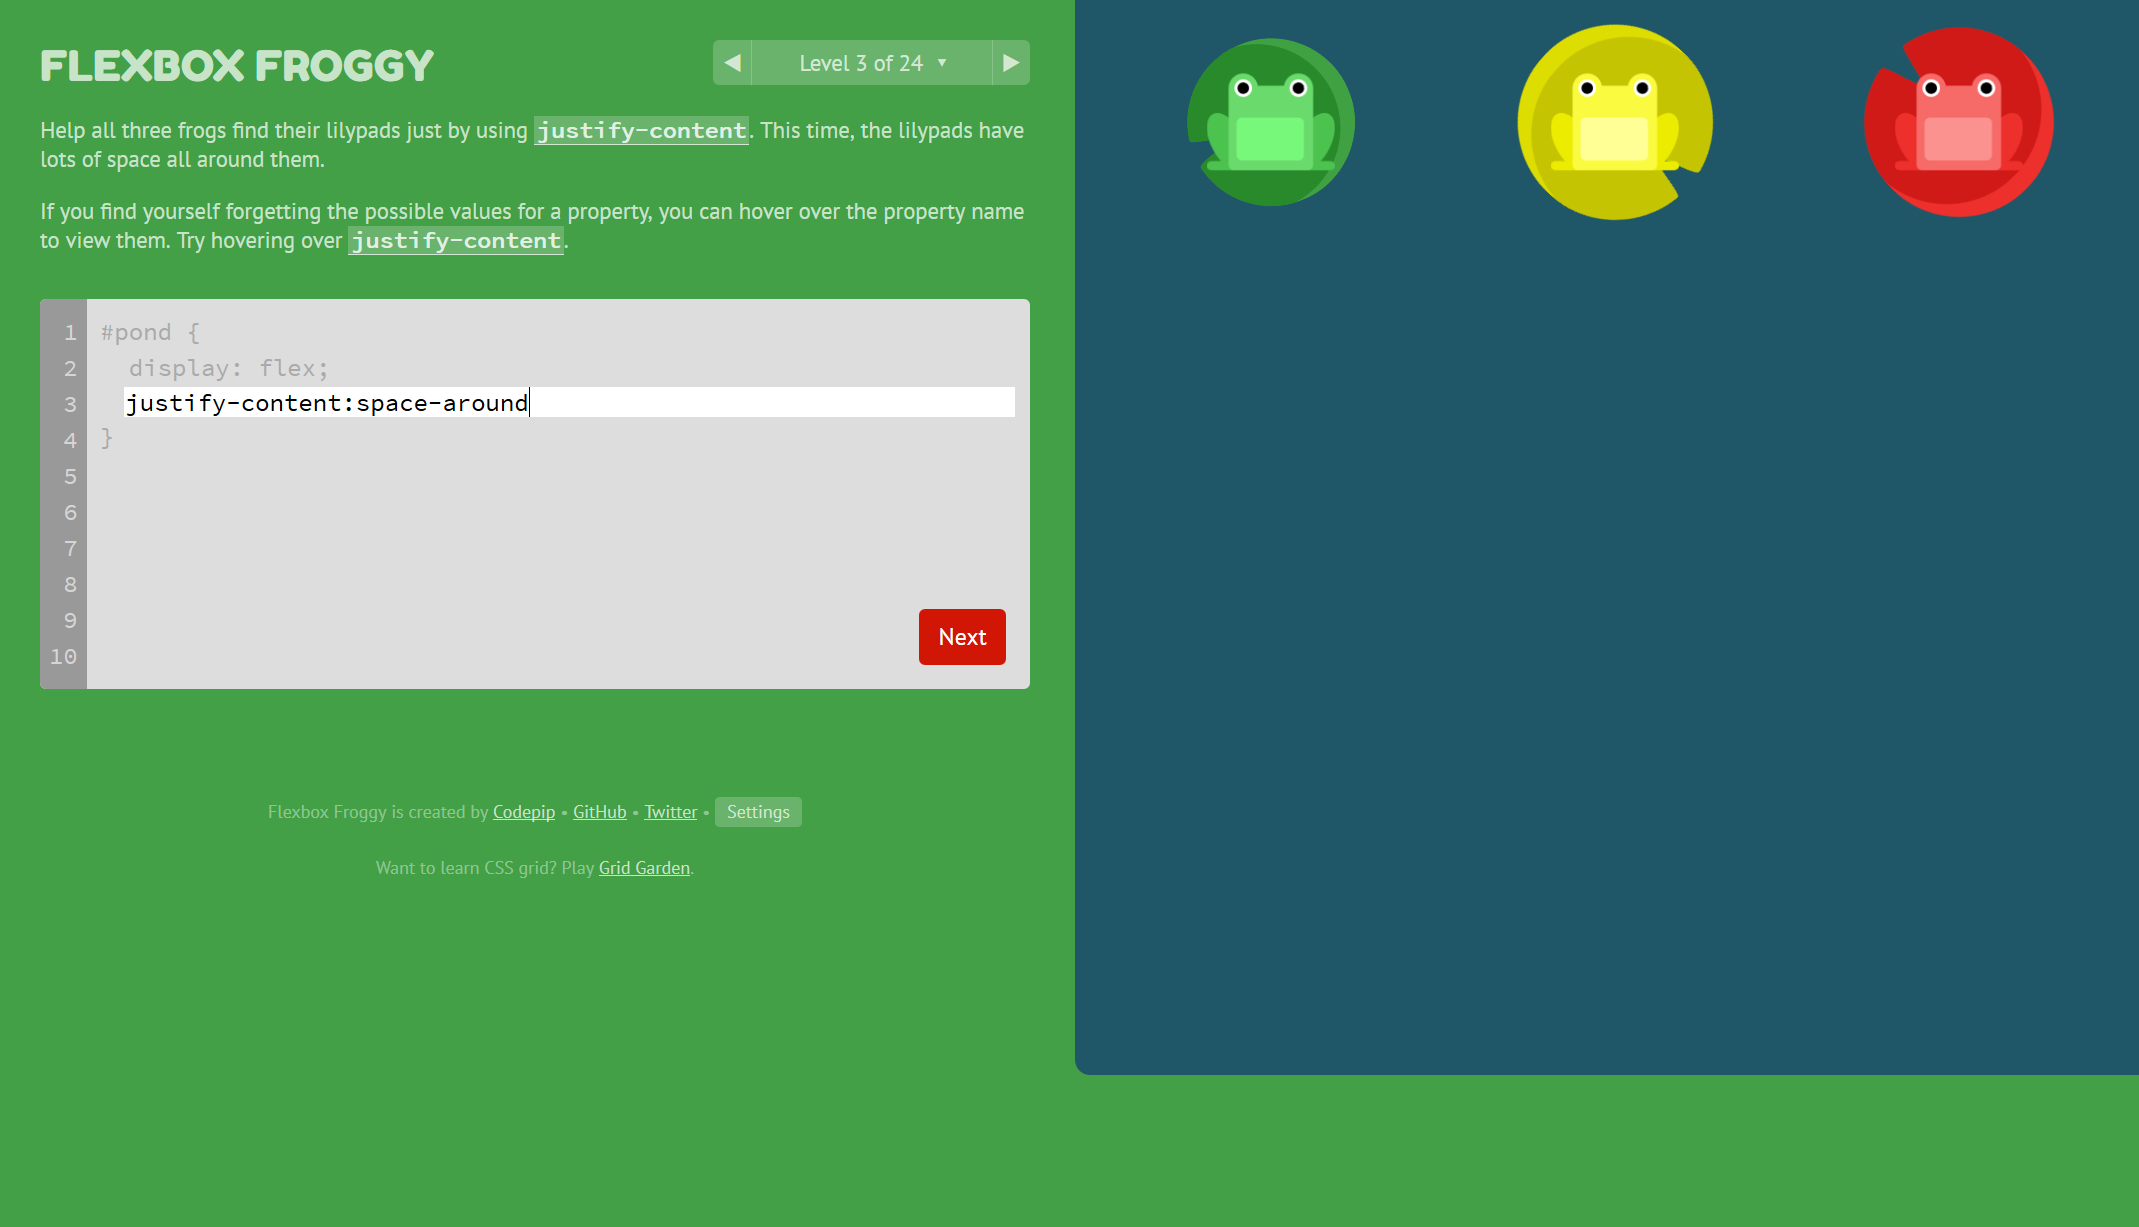 FLEXBOX FROGGY
◀ Level 3 of 24 ▼ ▶
Help all three frogs find their lilypads just by using justify-content. This time, the lilypads have
lots of space all around them.
If you find yourself forgetting the possible values for a property, you can hover over the property name
to view them. Try hovering over justify-content.
1 #pond {
2 display: flex;
3 justify-content:space-around
4 }
5
6
7
8
9
10
Next
Flexbox Froggy is created by Codepip • GitHub • Twitter • Settings
Want to learn CSS grid? Play Grid Garden.